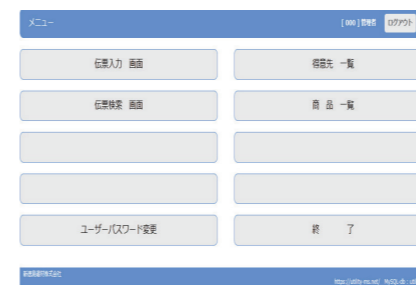 メニュー
[ 000 ] 管理者 ログアウト
伝票入力 画面
得意先 一覧
伝票検索 画面
商 品 一覧
ユーザーパスワード変更
終 了